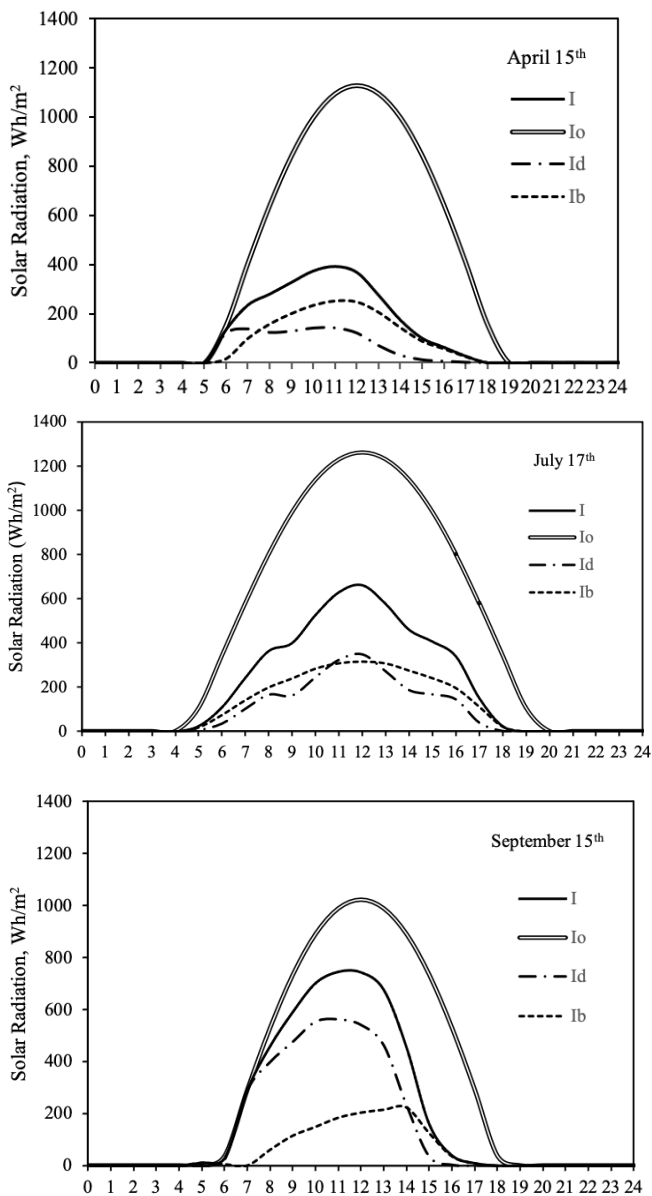 1400
April 15th
1200
I
1000
Io
800
Id
Ib
600
400
200
0
Solar Radiation, Wh/m²
0 1 2 3 4 5 6 7 8 9 10 11 12 13 14 15 16 17 18 19 20 21 22 23 24
1400
July 17th
1200
I
1000
Io
Id
800
Ib
600
400
200
0
Solar Radiation (Wh/m²)
0 1 2 3 4 5 6 7 8 9 10 11 12 13 14 15 16 17 18 19 20 21 22 23 24
1400
September 15th
1200
I
1000
Io
800
Id
600
Ib
400
200
0
Solar Radiation, Wh/m²
0 1 2 3 4 5 6 7 8 9 10 11 12 13 14 15 16 17 18 19 20 21 22 23 24